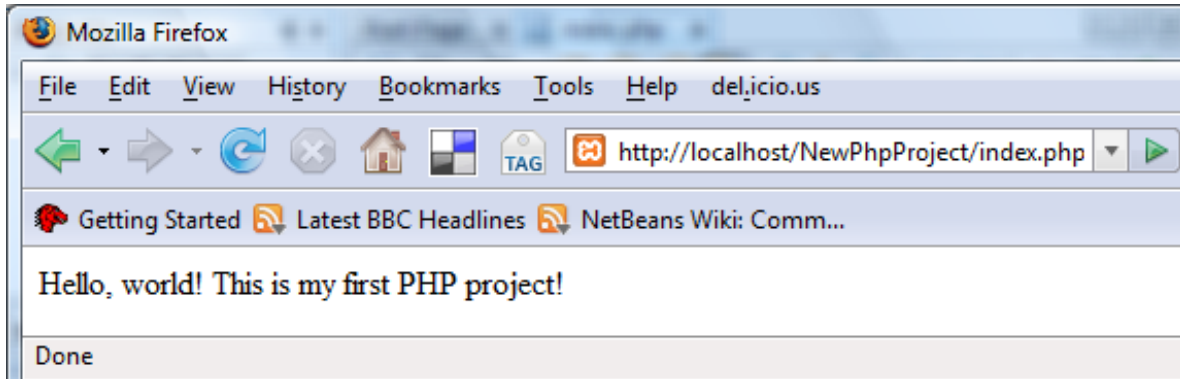 Mozilla Firefox
File Edit View History Bookmarks Tools Help del.icio.us
TAG http://localhost/NewPhpProject/index.php
Getting Started Latest BBC Headlines NetBeans Wiki: Comm...
Hello, world! This is my first PHP project!
Done